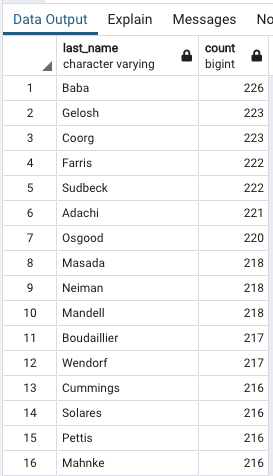 Data Output Explain Messages No
last_name count
character varying bigint
1 Baba 226
2 Gelosh 223
3 Coorg 223
4 Farris 222
5 Sudbeck 222
6 Adachi 221
7 Osgood 220
8 Masada 218
9 Neiman 218
10 Mandell 218
11 Boudaillier 217
12 Wendorf 217
13 Cummings 216
14 Solares 216
15 Pettis 216
16 Mahnke 216